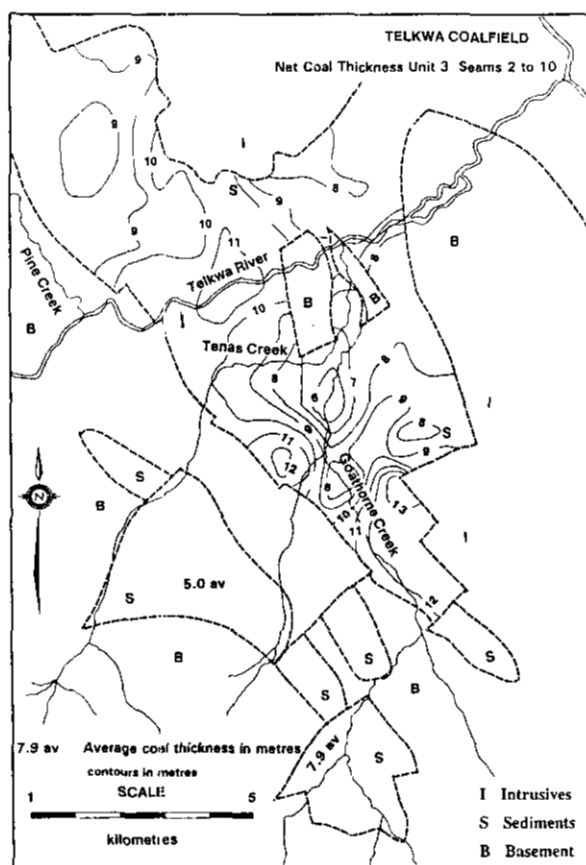 TELKWA COALFIELD
Net Coal Thickness Unit 3 Seams 2 to 10
9
9
9
10
I
S
8
9
10
9
11
8
B
Pine Creek
Telkwa River
B
B
B
10
I
Tenas Creek
8
8
7
6
9
9
8
S
9
I
11
12
Goathorne Creek
8
13
10
11
S
N
B
I
5.0 av
12
S
B
S
S
S
B
7.9 av
S
7.9 av Average coal thickness in metres
contours in metres
SCALE
1 5
kilometres
I Intrusives
S Sediments
B Basement